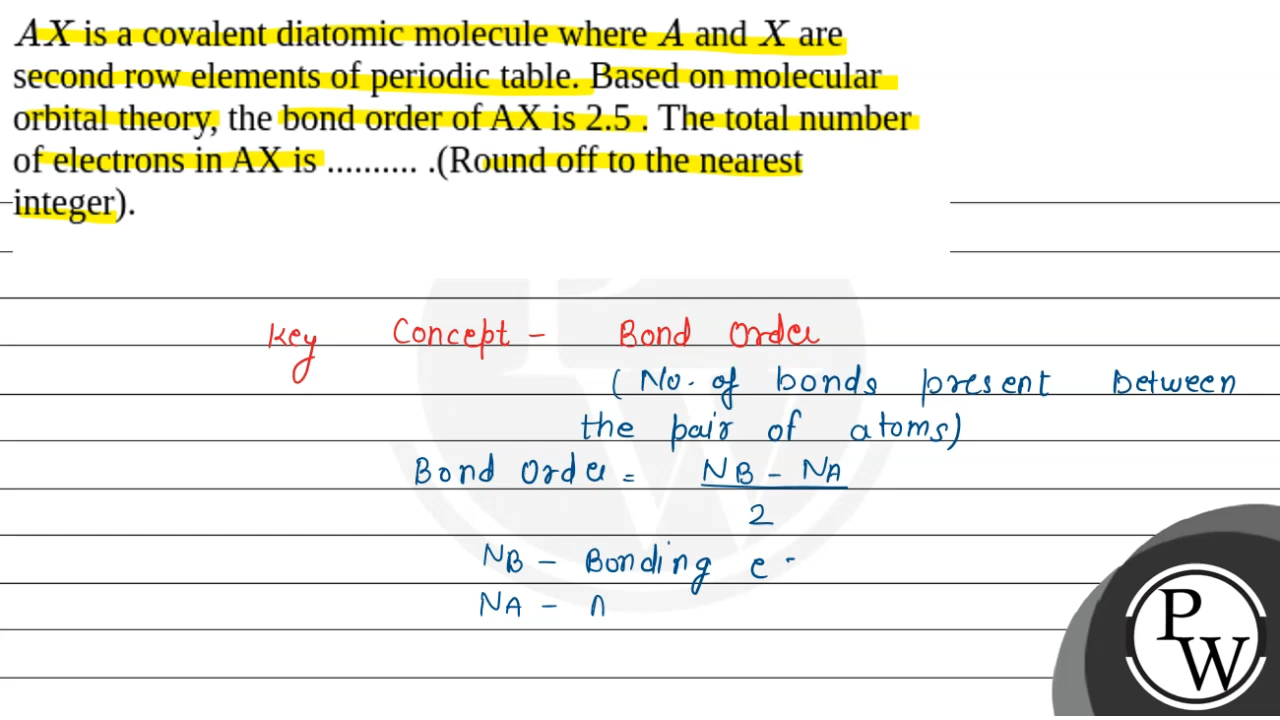 AX is a covalent diatomic molecule where A and X are
second row elements of periodic table. Based on molecular
orbital theory, the bond order of AX is 2.5 . The total number
of electrons in AX is .......... .(Round off to the nearest
integer).
Key Concept - Bond Order
(No. of bonds present between
the pair of atoms)
Bond Order = NB - NA
2
NB - Bonding e -
NA - n
PW